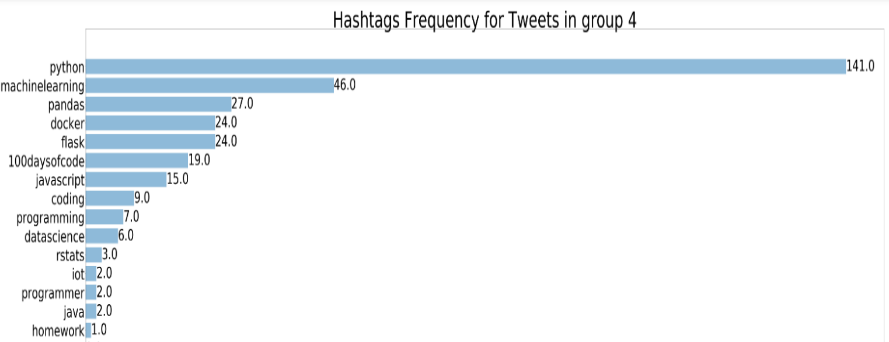 Hashtags Frequency for Tweets in group 4
python 141.0
machinelearning 46.0
pandas 27.0
docker 24.0
flask 24.0
100daysofcode 19.0
javascript 15.0
coding 9.0
programming 7.0
datascience 6.0
rstats 3.0
iot 2.0
programmer 2.0
java 2.0
homework 1.0